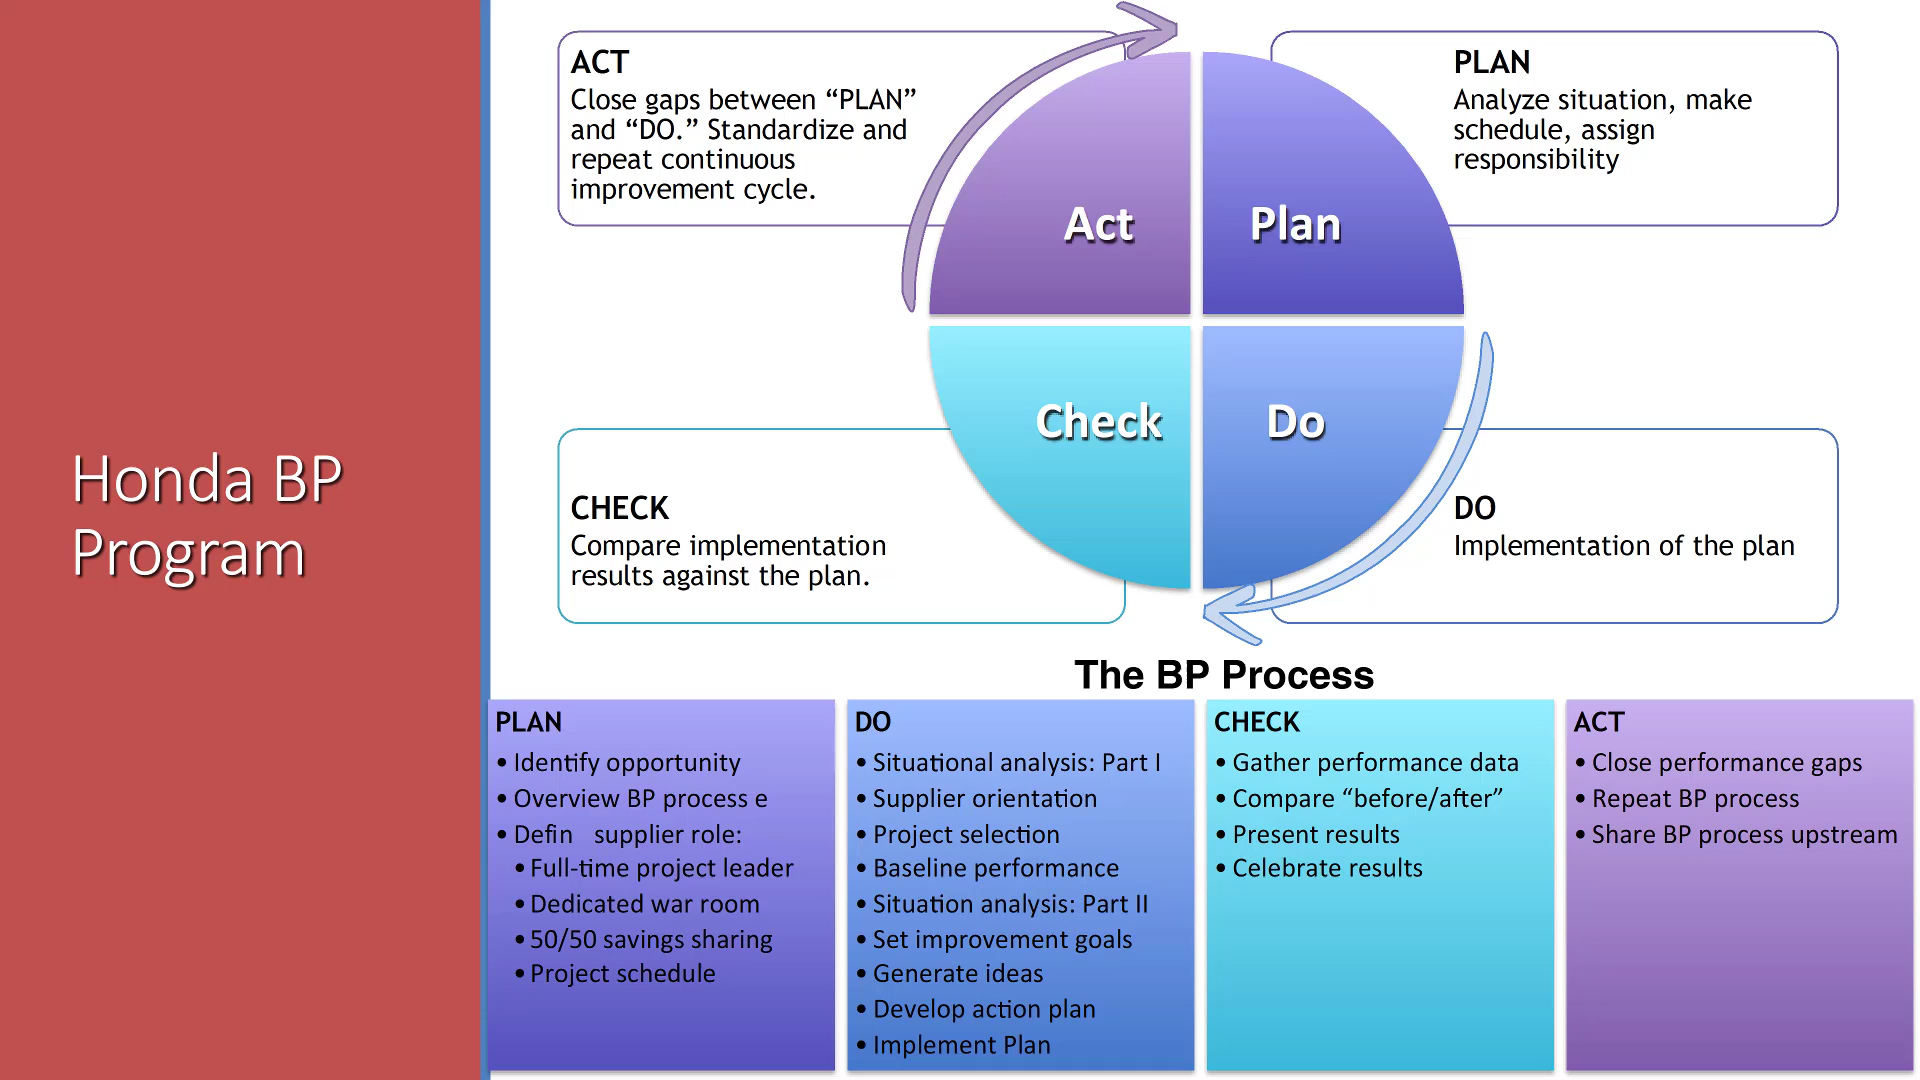 Honda BP
Program
ACT
Close gaps between “PLAN”
and “DO.” Standardize and
repeat continuous
improvement cycle.
PLAN
Analyze situation, make
schedule, assign
responsibility
Act
Plan
Check
Do
CHECK
Compare implementation
results against the plan.
DO
Implementation of the plan
The BP Process
PLAN
• Identify opportunity
• Overview BP process e
• Defin   supplier role:
• Full-time project leader
• Dedicated war room
• 50/50 savings sharing
• Project schedule
DO
• Situational analysis: Part I
• Supplier orientation
• Project selection
• Baseline performance
• Situation analysis: Part II
• Set improvement goals
• Generate ideas
• Develop action plan
• Implement Plan
CHECK
• Gather performance data
• Compare “before/after”
• Present results
• Celebrate results
ACT
• Close performance gaps
• Repeat BP process
• Share BP process upstream